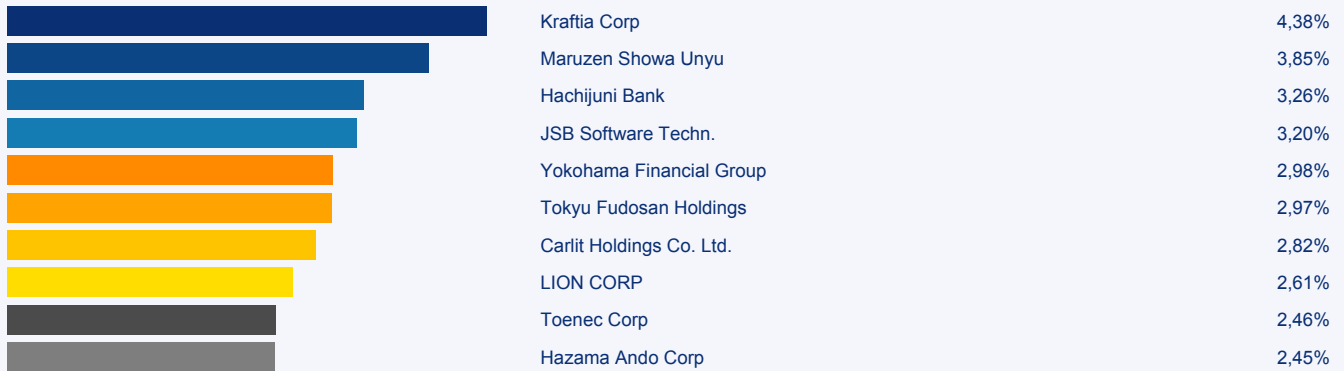 Kraftia Corp 4,38%
Maruzen Showa Unyu 3,85%
Hachijuni Bank 3,26%
JSB Software Techn. 3,20%
Yokohama Financial Group 2,98%
Tokyu Fudosan Holdings 2,97%
Carlit Holdings Co. Ltd. 2,82%
LION CORP 2,61%
Toenec Corp 2,46%
Hazama Ando Corp 2,45%